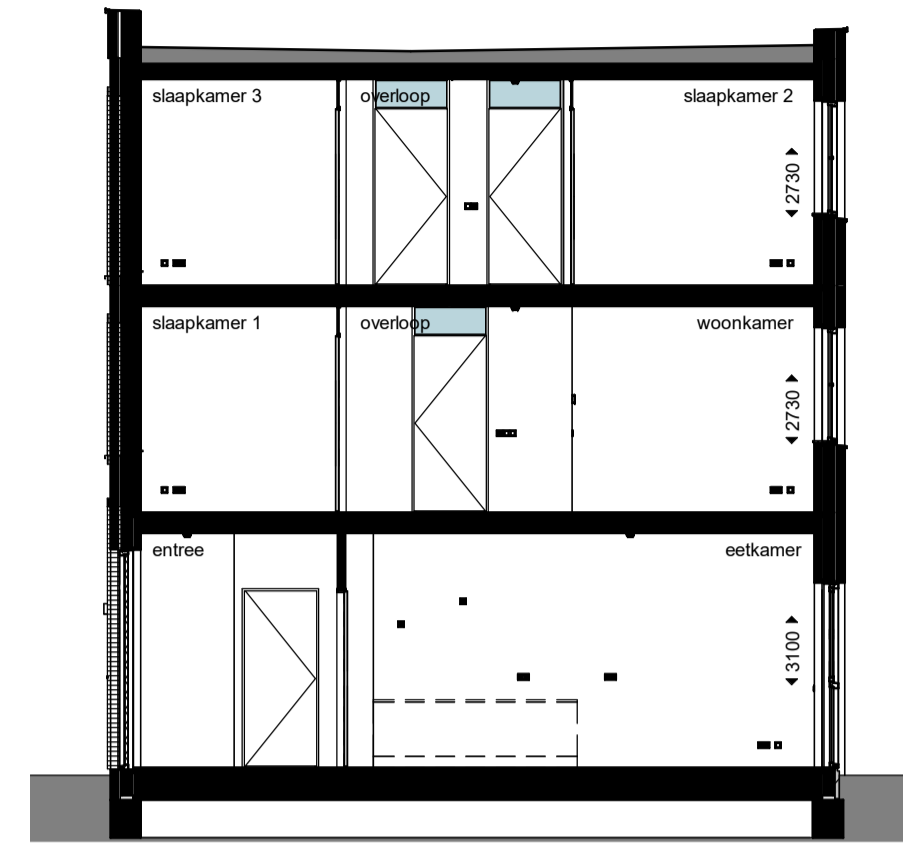 slaapkamer 3
overloop
slaapkamer 2
2730
slaapkamer 1
overloop
woonkamer
2730
entree
eetkamer
3100